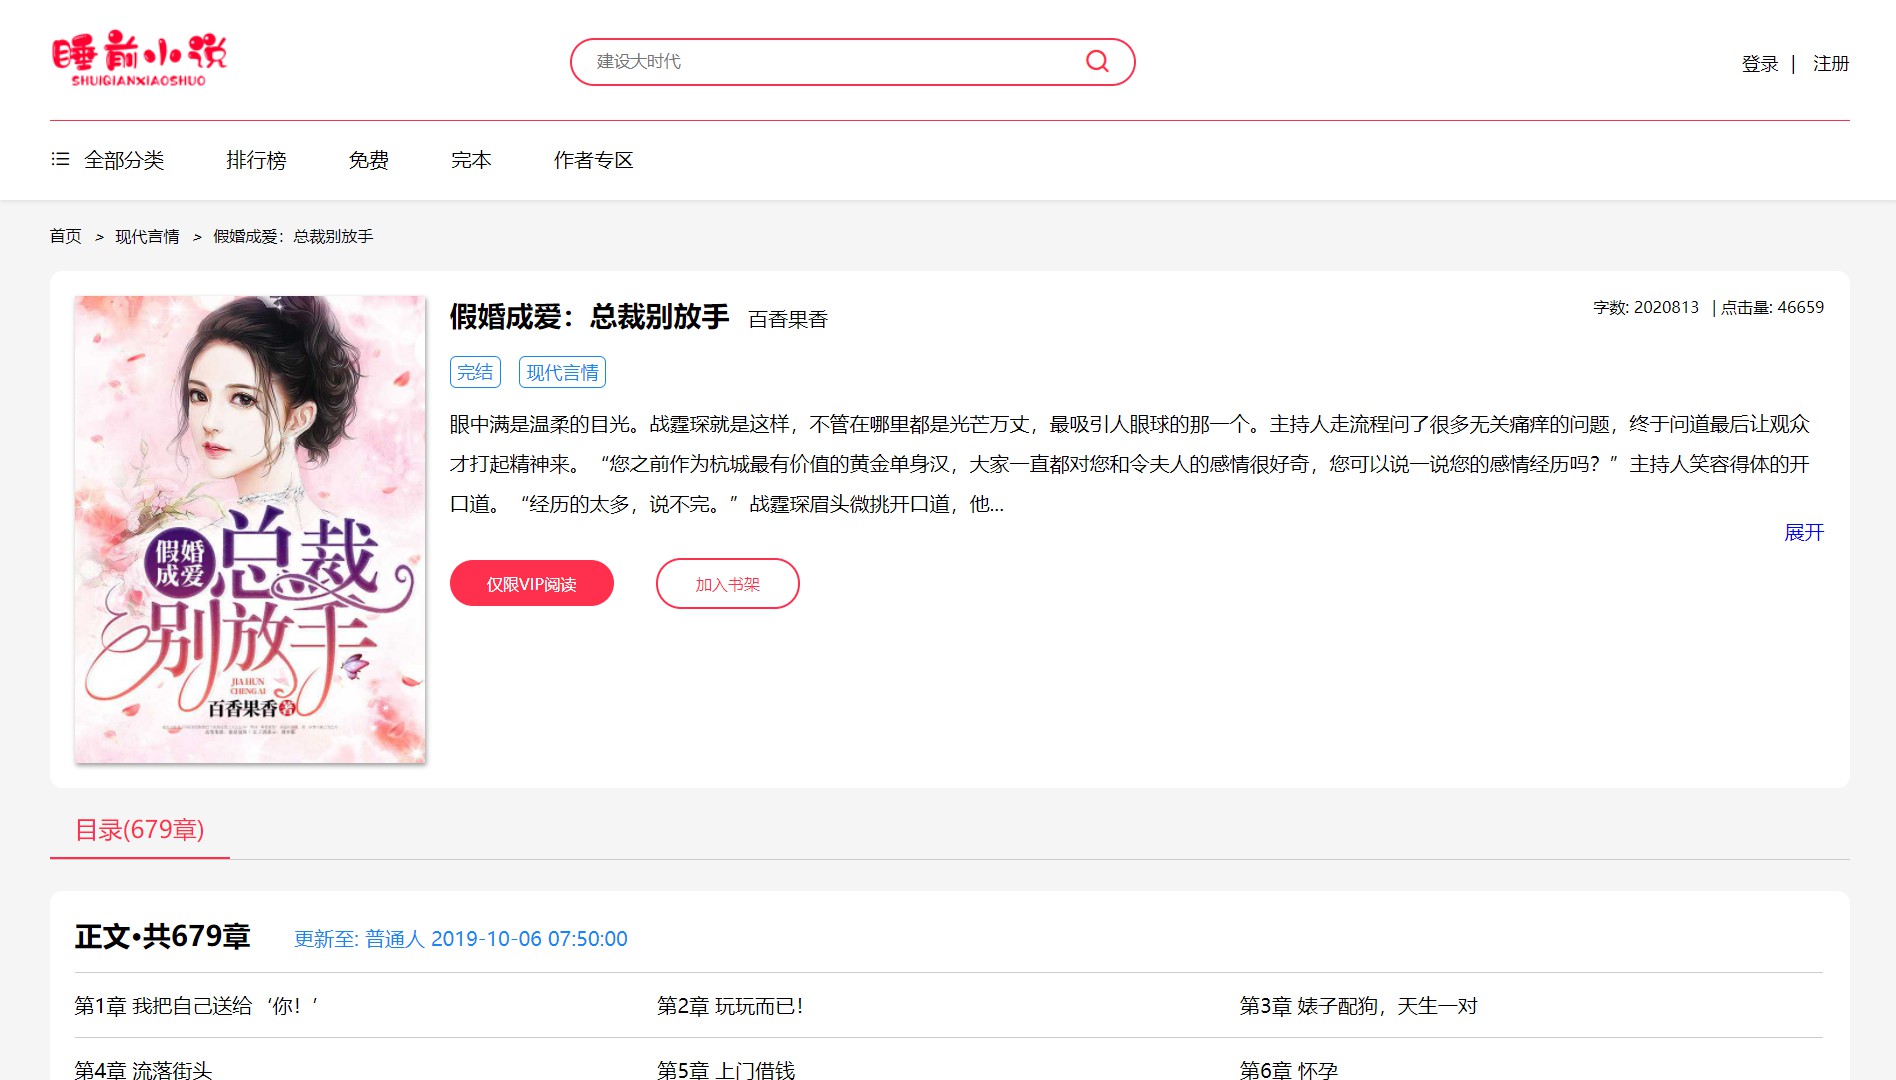 睡前小说
SHUIQIANXIAOSHUO
建设大时代
登录 | 注册
全部分类 排行榜 免费 完本 作者专区
首页 > 现代言情 > 假婚成爱：总裁别放手
假婚成爱：总裁别放手 百香果香
字数: 2020813 | 点击量: 46659
完结 现代言情
眼中满是温柔的目光。战霆琛就是这样，不管在哪里都是光芒万丈，最吸引人眼球的那一个。主持人走流程问了很多无关痛痒的问题，终于问道最后让观众
才打起精神来。“您之前作为杭城最有价值的黄金单身汉，大家一直都对您和令夫人的感情很好奇，您可以说一说您的感情经历吗？”主持人笑容得体的开
口道。“经历的太多，说不完。”战霆琛眉头微挑开口道，他...
展开
仅限VIP阅读 加入书架
假婚
成爱
总裁
别放手
JIA HUN
CHENG AI
百香果香 著
目录(679章)
正文•共679章 更新至: 普通人 2019-10-06 07:50:00
第1章 我把自己送给‘你！’ 第2章 玩玩而已！ 第3章 婊子配狗，天生一对
第4章 流落街头 第5章 上门借钱 第6章 怀孕